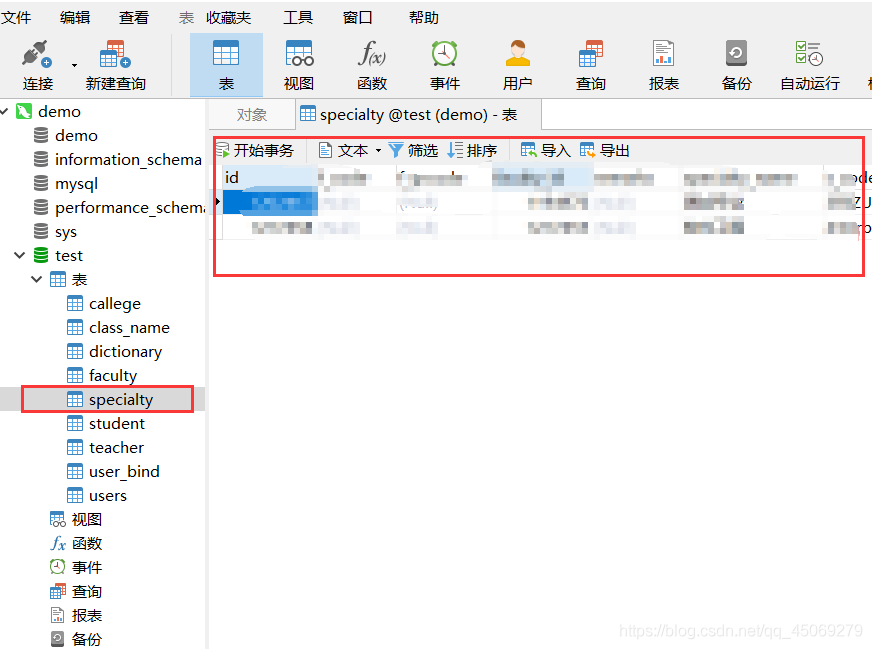 文件 编辑 查看 表 收藏夹 工具 窗口 帮助
连接 新建查询 表 视图 函数 事件 用户 查询 报表 备份 自动运行
demo
demo
information_schema
mysql
performance_schema
sys
test
表
callege
class_name
dictionary
faculty
specialty
student
teacher
user_bind
users
视图
函数
事件
查询
报表
备份
对象 specialty @test (demo) - 表
开始事务 文本 筛选 排序 导入 导出
id
https://blog.csdn.net/qq_45069279